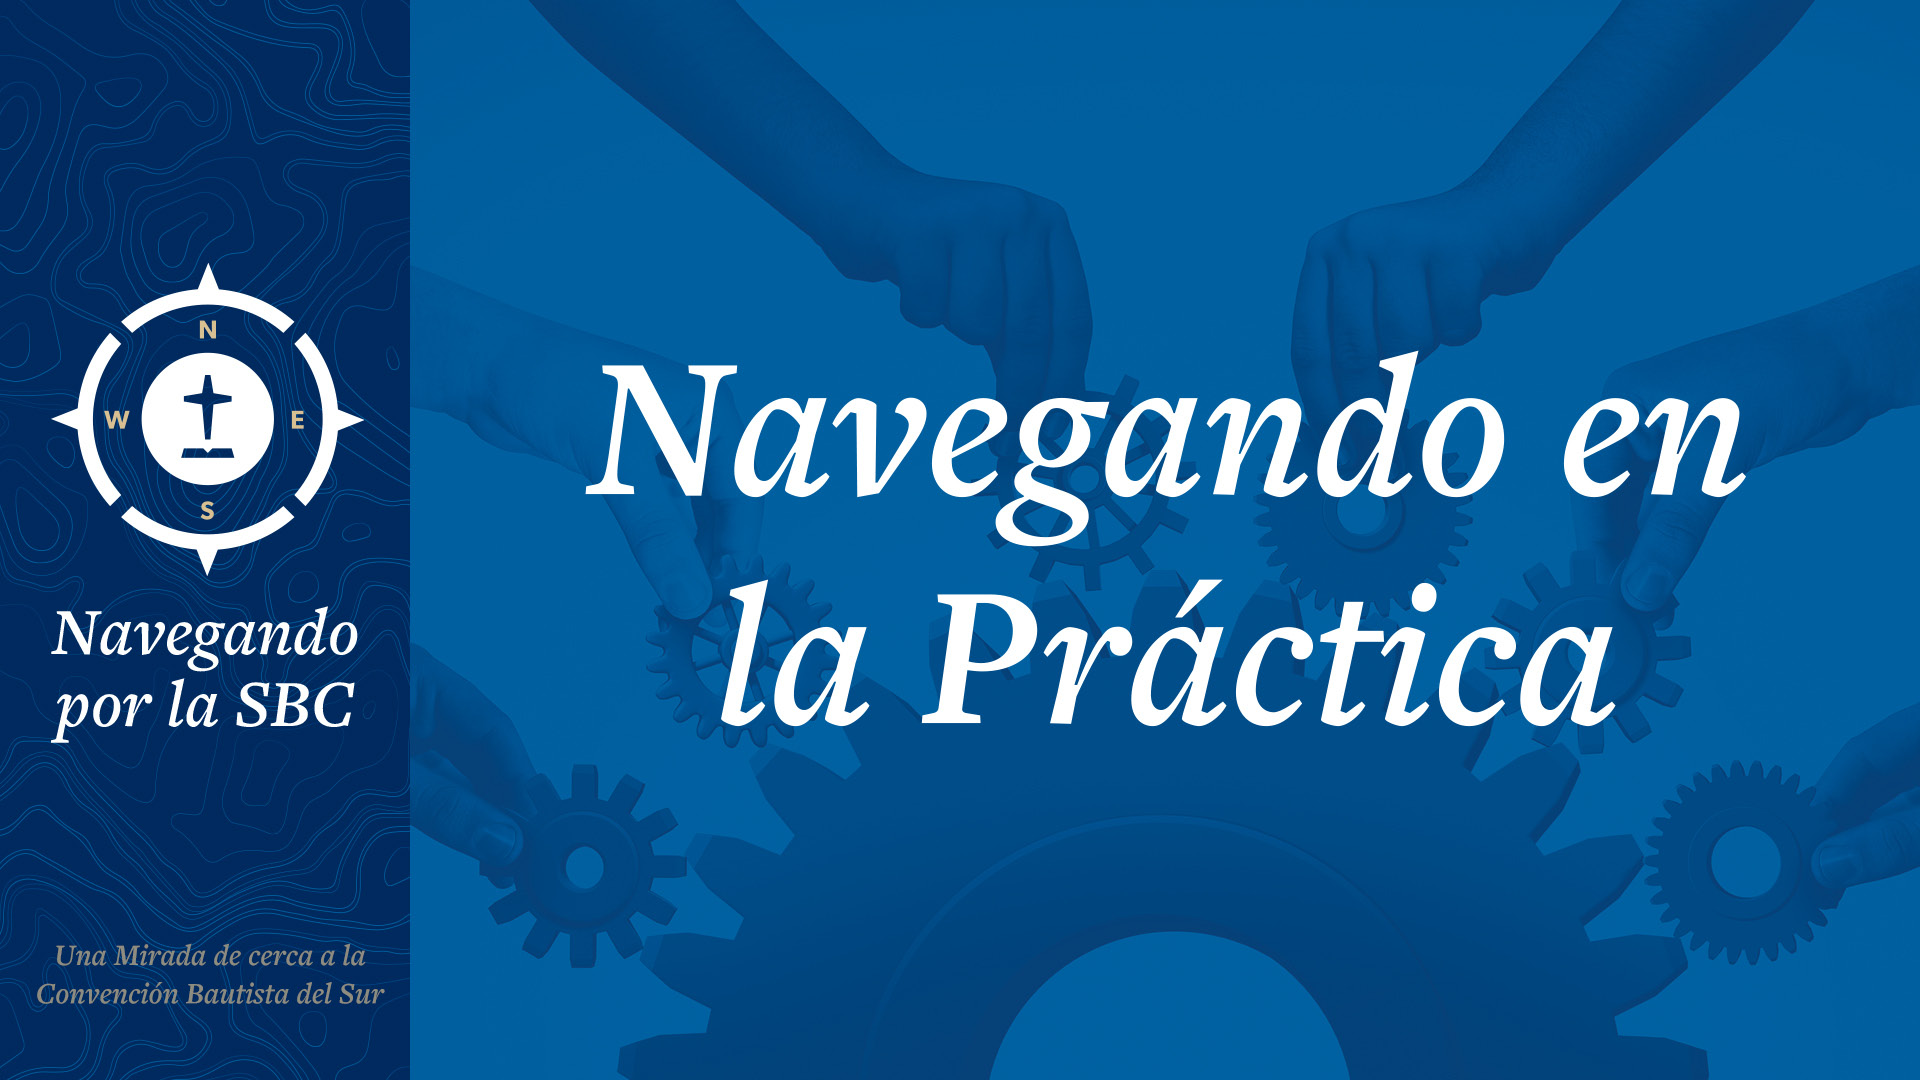 N
W
E
S
Navegando
por la SBC
Una Mirada de cerca a la
Convención Bautista del Sur
Navegando en
la Práctica